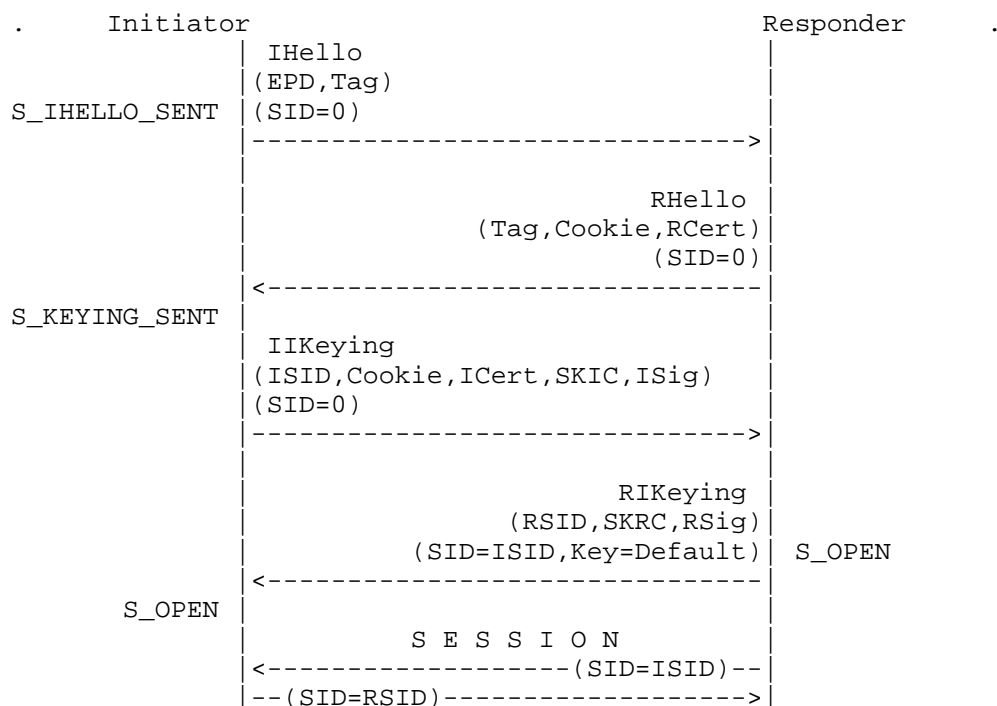 .     Initiator                                Responder     .
              | IHello                         |
              |(EPD,Tag)                       |
S_IHELLO_SENT |(SID=0)                         |
              |------------------------------->|
              |                                |
              |                         RHello |
              |              (Tag,Cookie,RCert)|
              |                         (SID=0)|
              |<-------------------------------|
S_KEYING_SENT |                                |
              | IIKeying                       |
              |(ISID,Cookie,ICert,SKIC,ISig)   |
              |(SID=0)                         |
              |------------------------------->|
              |                                |
              |                       RIKeying |
              |                (RSID,SKRC,RSig)|
              |          (SID=ISID,Key=Default)| S_OPEN
              |<-------------------------------|
       S_OPEN |                                |
              |          S E S S I O N         |
              |<-------------------(SID=ISID)--|
              |--(SID=RSID)------------------->|